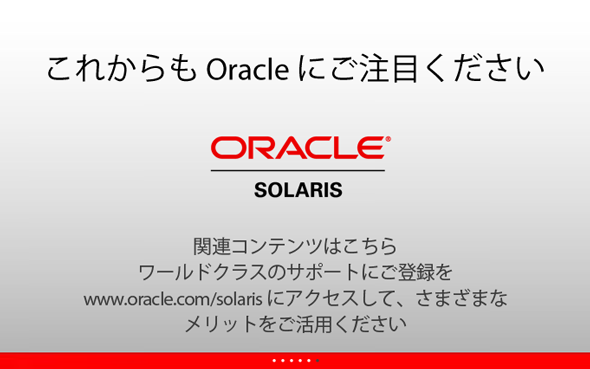 これからも Oracle にご注目ください
ORACLE®
SOLARIS
関連コンテンツはこちら
ワールドクラスのサポートにご登録を
www.oracle.com/solaris にアクセスして、さまざまな
メリットをご活用ください